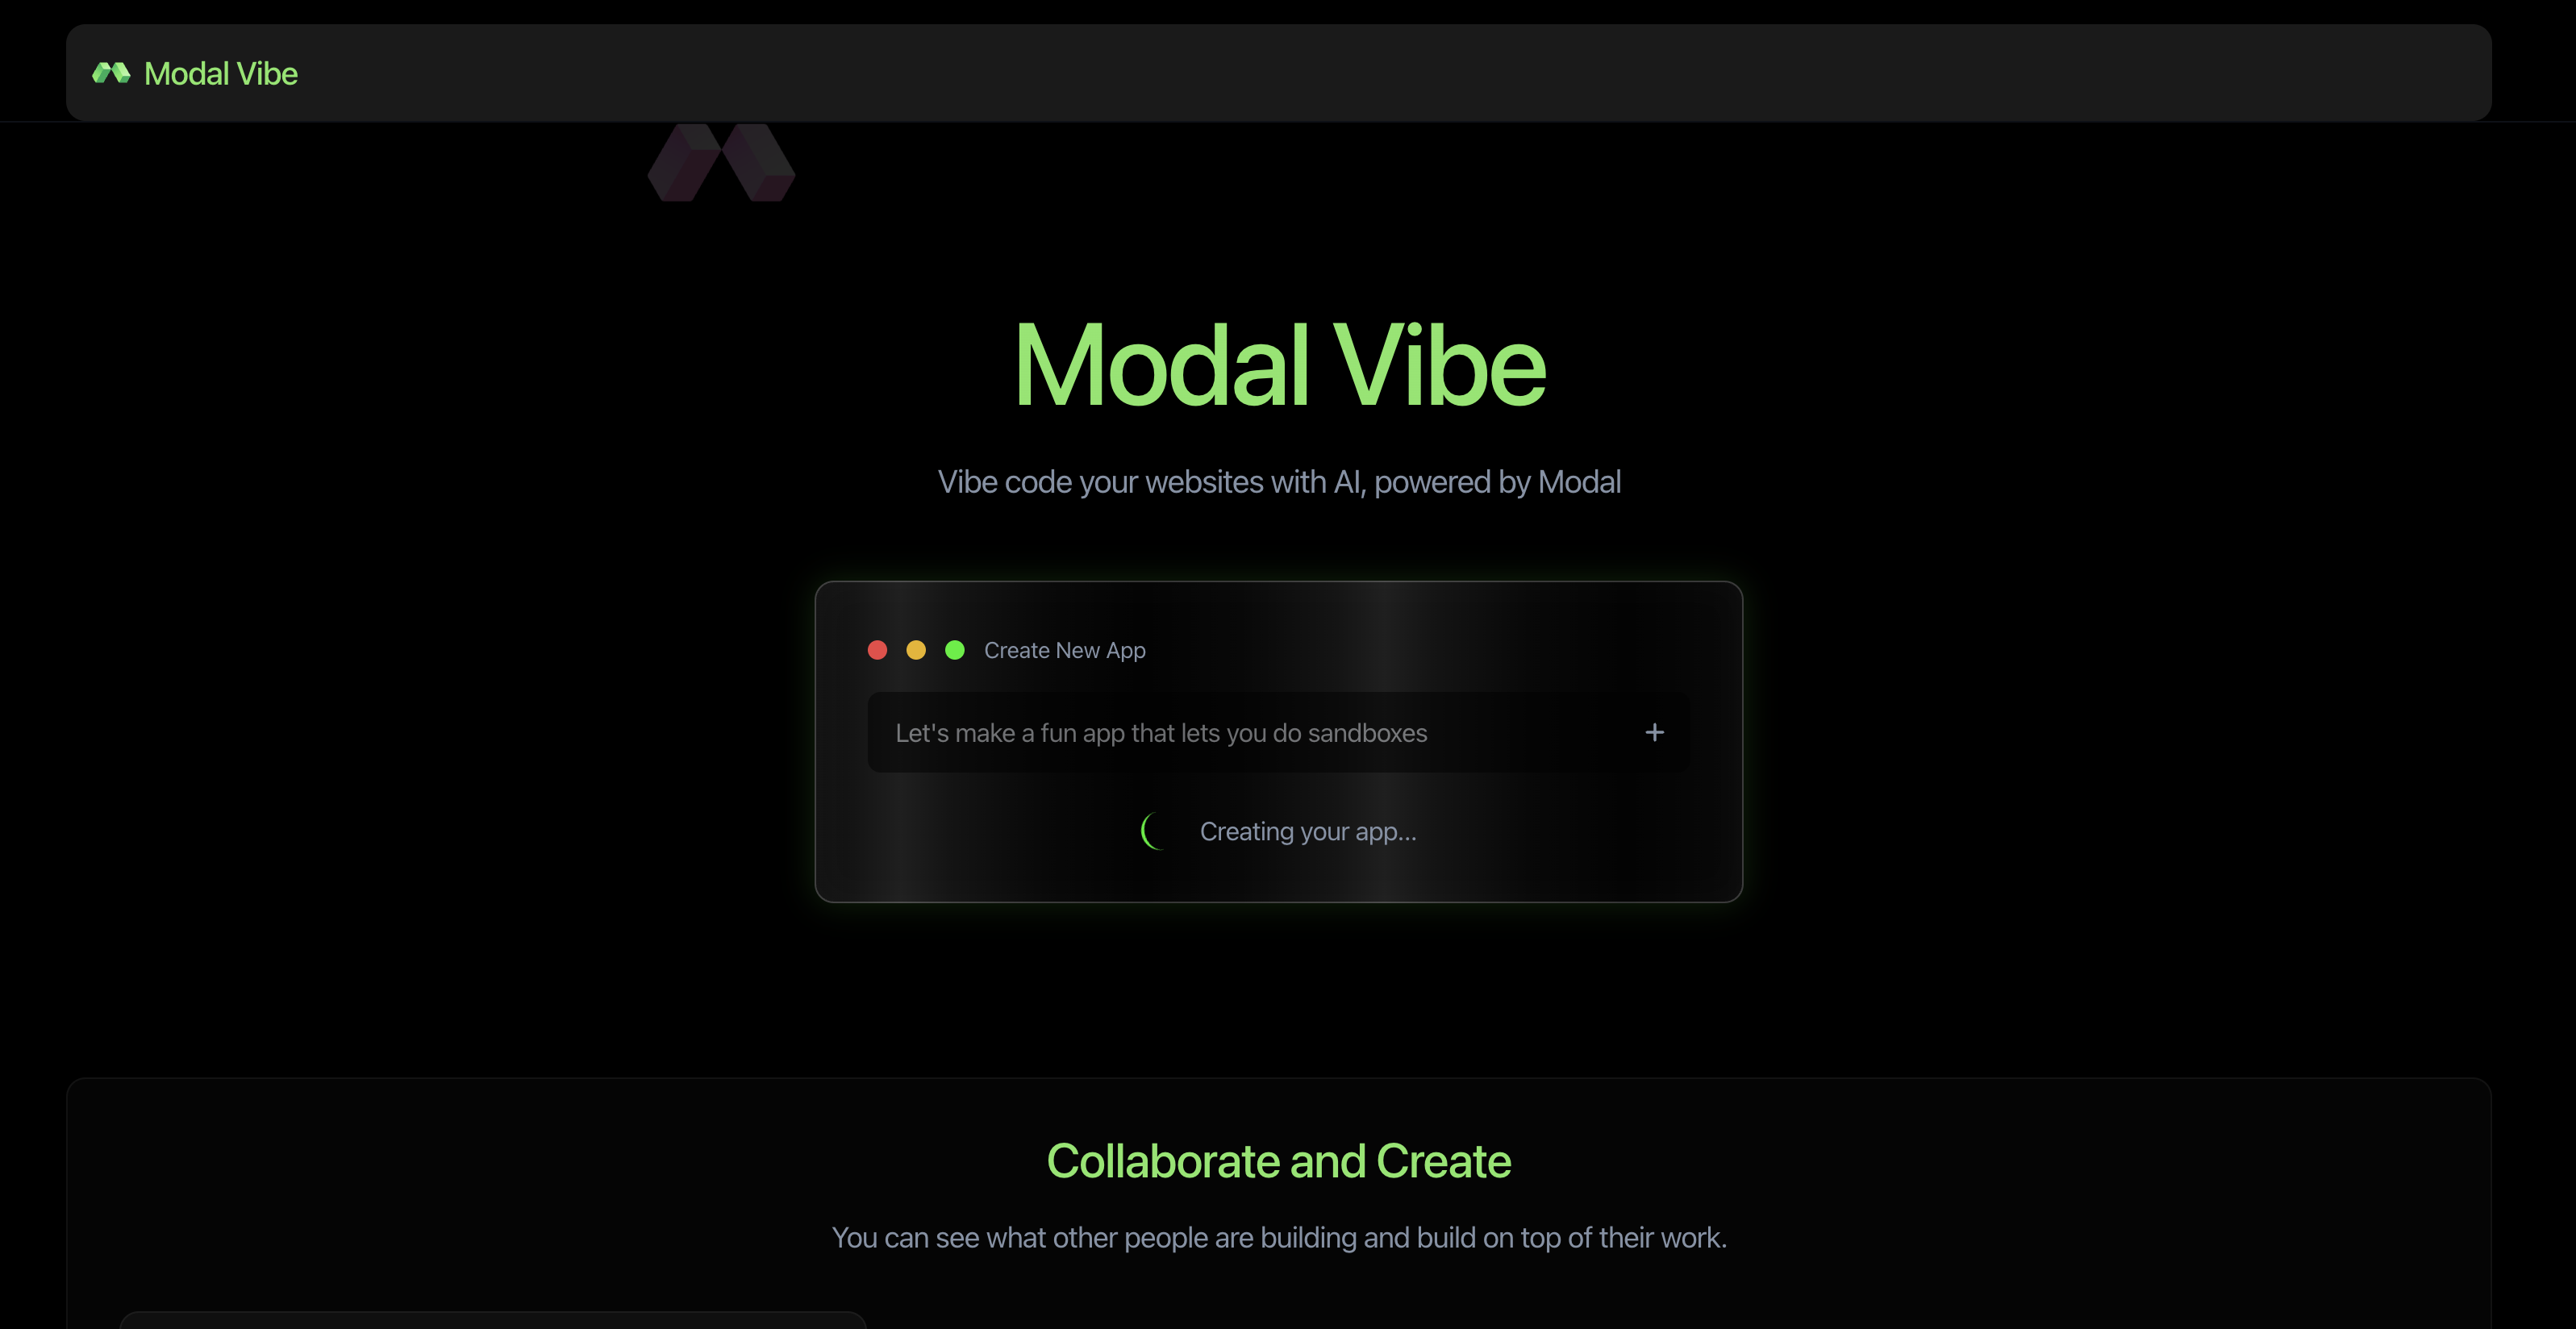 Modal Vibe
Modal Vibe
Vibe code your websites with AI, powered by Modal
Create New App
Let's make a fun app that lets you do sandboxes
+
Creating your app...
Collaborate and Create
You can see what other people are building and build on top of their work.